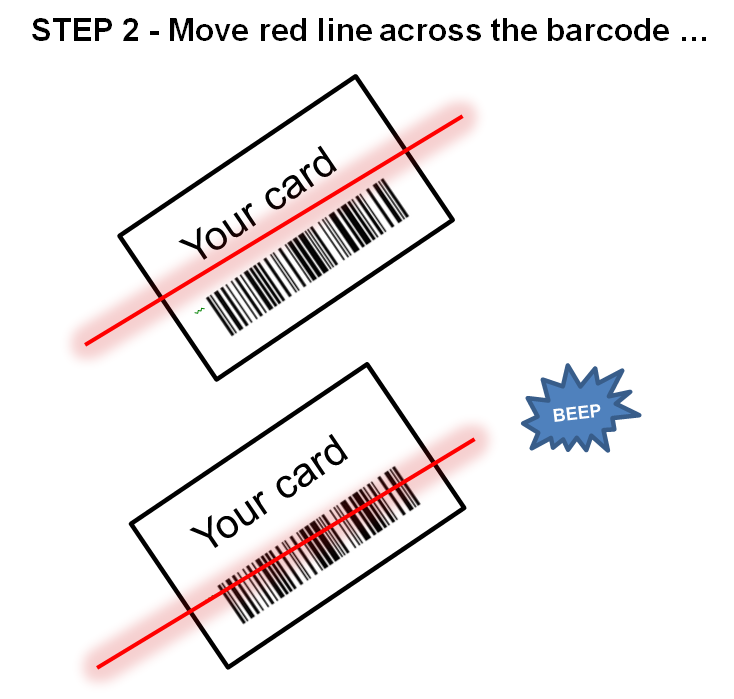 STEP 2 - Move red line across the barcode ...
Your card
BEEP
Your card